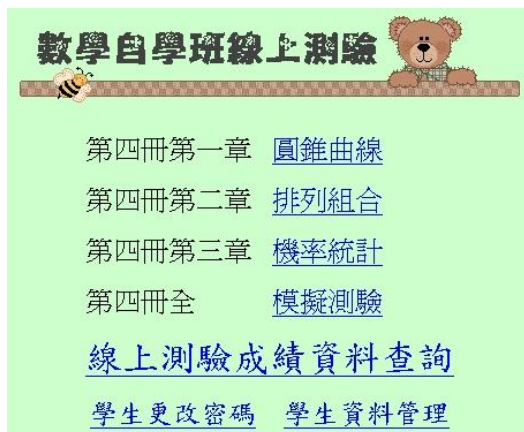 數學自學班線上測驗
第四冊第一章 圓錐曲線
第四冊第二章 排列組合
第四冊第三章 機率統計
第四冊全 模擬測驗
線上測驗成績資料查詢
學生更改密碼 學生資料管理